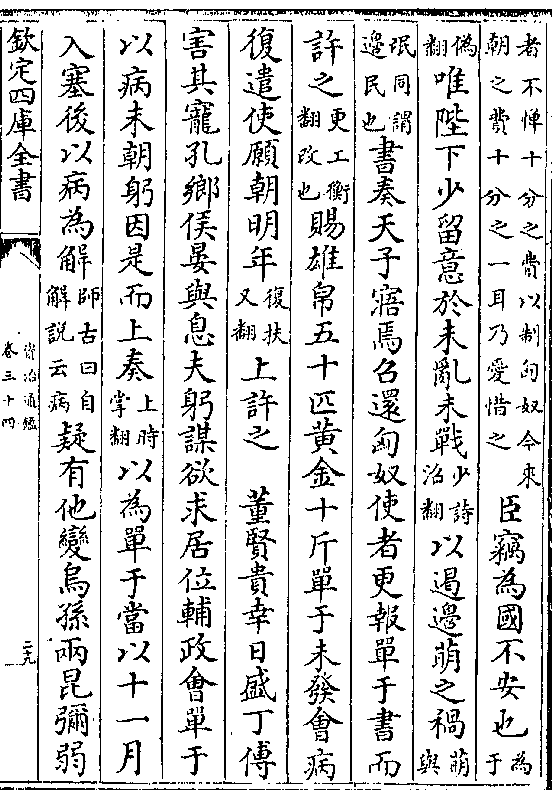 者不憚十分之費以制匈奴今來
朝之費十分之一耳乃愛惜之
臣竊為國不安也
為
于
偽
翻
唯陛下少留意於未亂未戰
少詩
沼翻
以遏邊萌之禍
萌
與
氓同謂
邊民也
書奏天子寤焉召還匈奴使者更報單于書而
許之
更工衡
翻改也
賜雄帛五十匹黄金十斤單于未發會病
復遣使願朝明年
復扶
又翻
上許之 董賢貴幸日盛丁傅
害其寵孔鄉侯晏與息夫躬謀欲求居位輔政會單于
以病未朝躬因是而上奏
上時
掌翻
以為單于當以十一月
入塞後以病為解
師古曰自
解説云病
疑有他變烏孫兩昆彌弱
欽定四庫全書
資治通鑑
卷三十四
二九